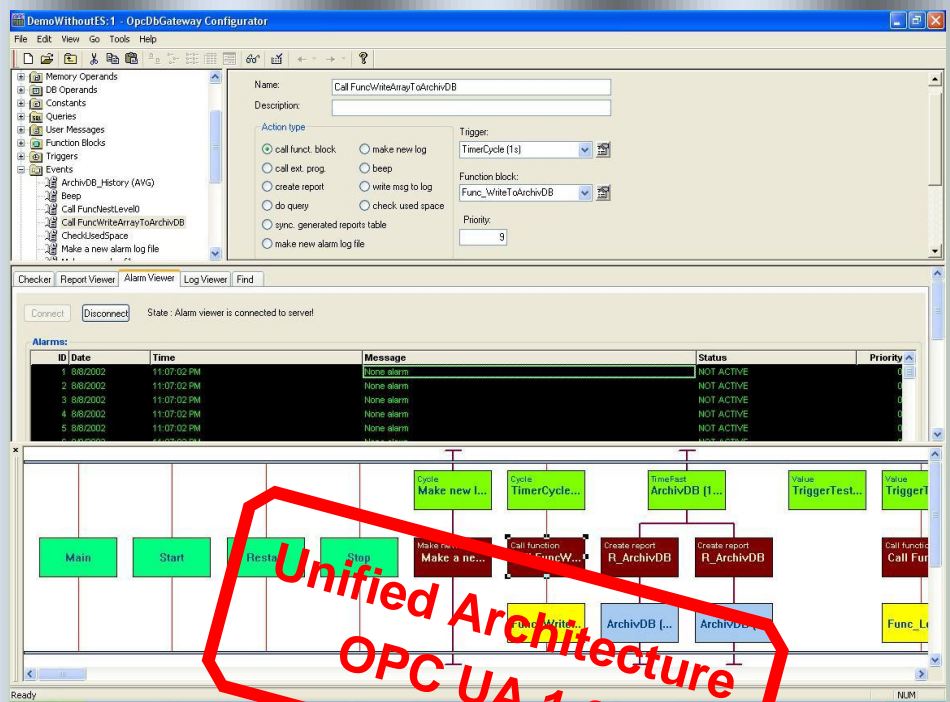 DemoWithoutES:1 - OpcDbGateway Configurator
File Edit View Go Tools Help
Memory Operands
DB Operands
Constants
Queries
User Messages
Function Blocks
Triggers
Events
ArchivDB_History (AVG)
Beep
Call FuncNestLevel0
Call FuncWriteArrayToArchivDB
CheckUsedSpace
Make a new alarm log file
Name: Call FuncWriteArrayToArchivDB
Description:
Action type
call funct. block
make new log
call ext. prog.
beep
create report
write msg to log
do query
check used space
sync. generated reports table
make new alarm log file
Trigger:
TimerCycle (1s)
Function block:
Func_WriteToArchivDB
Priority:
9
Checker Report Viewer Alarm Viewer Log Viewer Find
Connect Disconnect State : Alarm viewer is connected to server!
Alarms:
ID Date Time Message Status Priority
1 8/8/2002 11:07:02 PM None alarm NOT ACTIVE 0
2 8/8/2002 11:07:02 PM None alarm NOT ACTIVE 0
3 8/8/2002 11:07:02 PM None alarm NOT ACTIVE 0
4 8/8/2002 11:07:02 PM None alarm NOT ACTIVE 0
5 8/8/2002 11:07:02 PM None alarm NOT ACTIVE 0
Cycle
Make new l...
Cycle
TimerCycle...
TimeFast
ArchivDB (1...
Value
TriggerTest...
Value
Main
Start
Stop
Make a ne...
Call function
Create report
R_ArchivDB
Create report
R_ArchivDB
Call Fur
ArchivDB (...
Unified Architecture
OPC UA
Ready
NUM